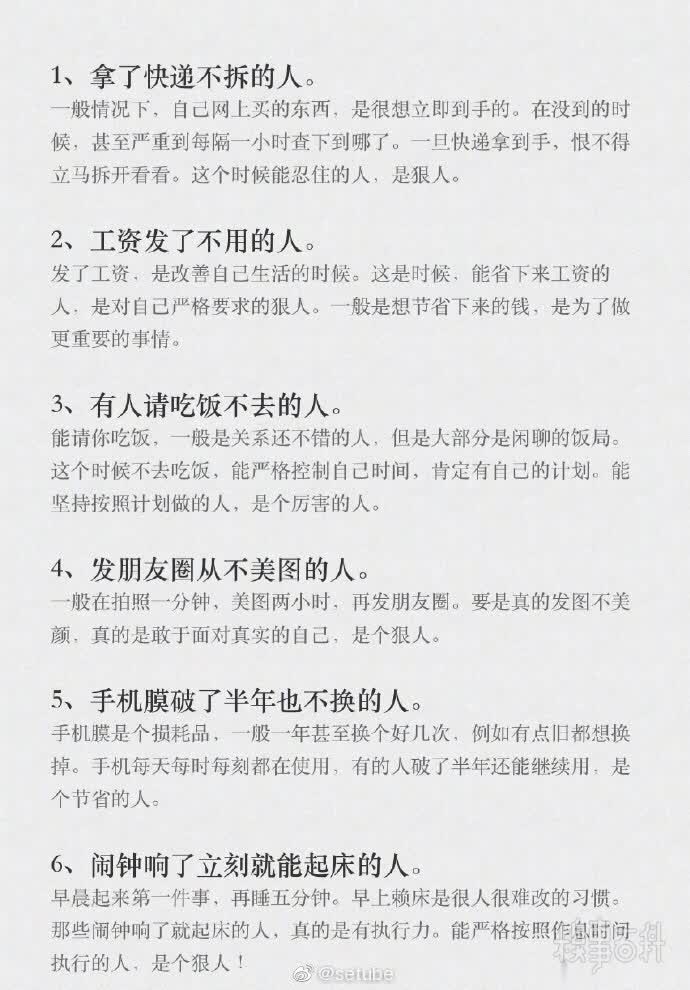 1、拿了快递不拆的人。
一般情况下，自己网上买的东西，是很想立即到手的。在没到的时
候，甚至严重到每隔一小时查下到哪了。一旦快递拿到手，恨不得
立马拆开看看。这个时候能忍住的人，是狠人。
2、工资发了不用的人。
发了工资，是改善自己生活的时候。这是时候，能省下来工资的
人，是对自己严格要求的狠人。一般是想节省下来的钱，是为了做
更重要的事情。
3、有人请吃饭不去的人。
能请你吃饭，一般是关系还不错的人，但是大部分是闲聊的饭局。
这个时候不去吃饭，能严格控制自己时间，肯定有自己的计划。能
坚持按照计划做的人，是个厉害的人。
4、发朋友圈从不美图的人。
一般在拍照一分钟，美图两小时，再发朋友圈。要是真的发图不美
颜，真的是敢于面对真实的自己，是个狠人。
5、手机膜破了半年也不换的人。
手机膜是个损耗品，一般一年甚至换个好几次，例如有点旧都想换
掉。手机每天每时每刻都在使用，有的人破了半年还能继续用，是
个节省的人。
6、闹钟响了立刻就能起床的人。
早晨起来第一件事，再睡五分钟。早上赖床是很人很难改的习惯。
那些闹钟响了就起床的人，真的是有执行力。能严格按照作息时间
执行的人，是个狠人！
糗事百科
@setube